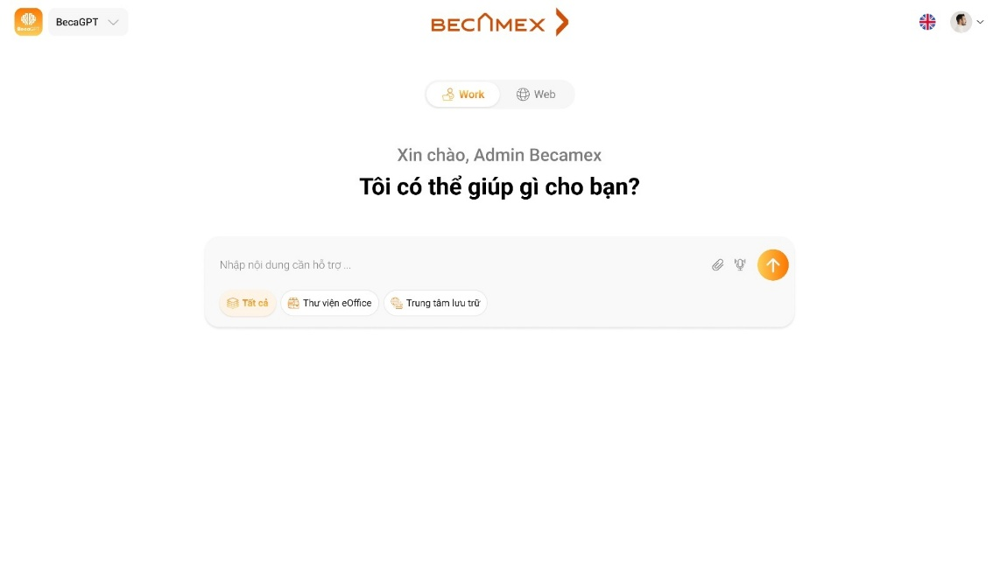 BecaGPT
BecaGPT
BECAMEX
Work
Web
Xin chào, Admin Becamex
Tôi có thể giúp gì cho bạn?
Nhập nội dung cần hỗ trợ ...
Tất cả
Thư viện eOffice
Trung tâm lưu trữ